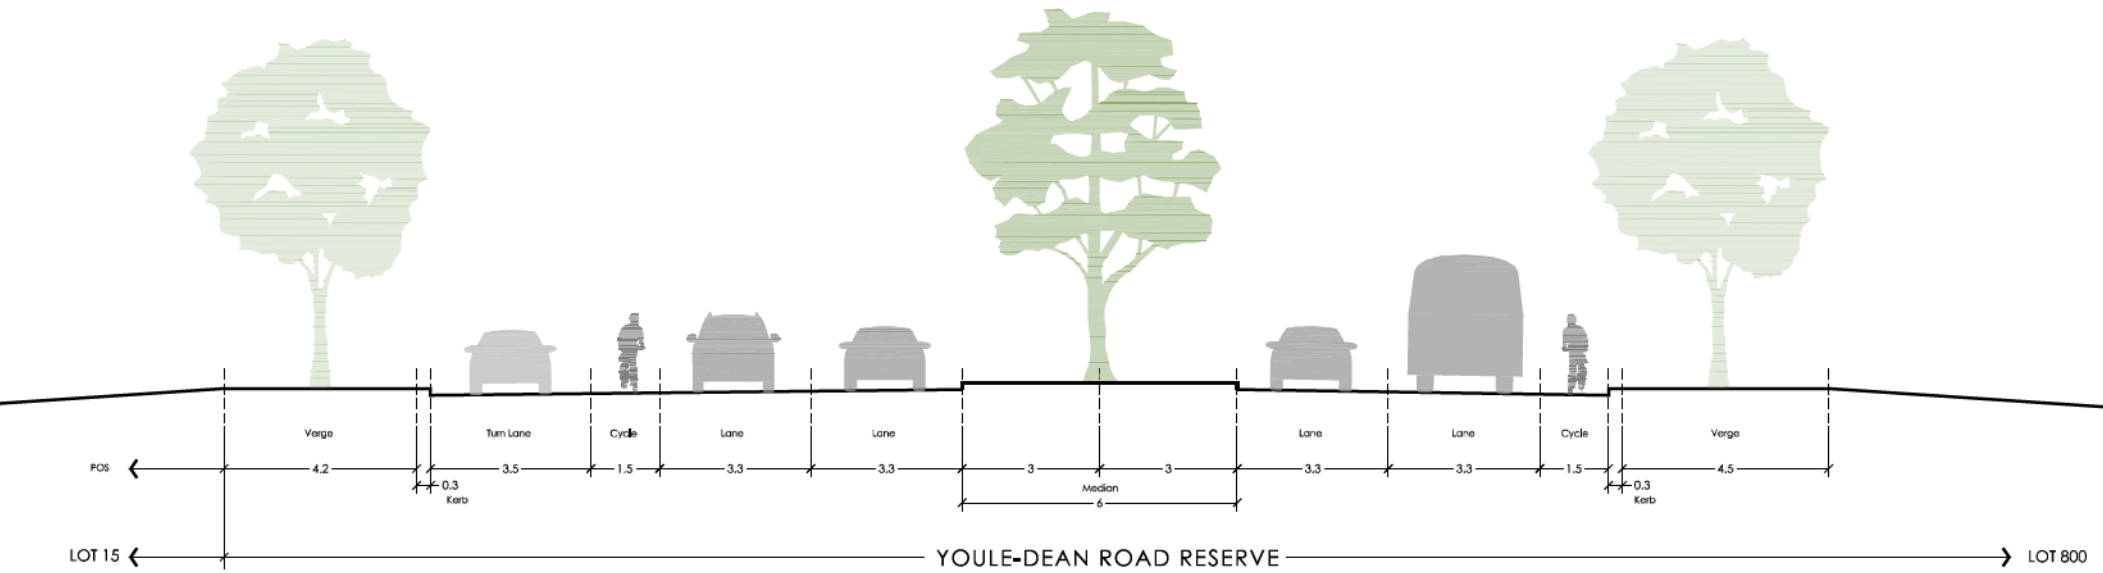 Verge Turn Lane Cycle Lane Lane Lane Lane Cycle Verge
POS 4.2 3.5 1.5 3.3 3.3 3 3 3.3 3.3 1.5 4.5
0.3 Median 0.3
Kerb 6 Kerb
LOT 15 YOULE-DEAN ROAD RESERVE LOT 800